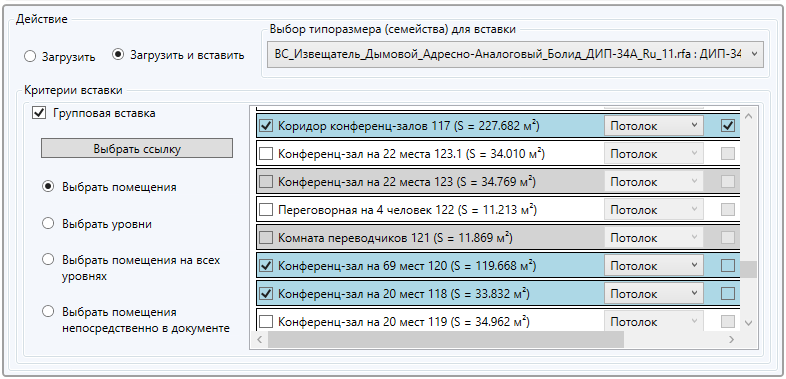 Действие
Выбор типоразмера (семейства) для вставки
Загрузить
Загрузить и вставить
ВС_Извещатель_Дымовой_Адресно-Аналоговый_Болид_ДИП-34А_Ru_11.rfa : ДИП-34
Критерии вставки
Групповая вставка
Выбрать ссылку
Выбрать помещения
Выбрать уровни
Выбрать помещения на всех
уровнях
Выбрать помещения
непосредственно в документе
Коридор конференц-залов 117 (S = 227.682 м²) Потолок
Конференц-зал на 22 места 123.1 (S = 34.010 м²) Потолок
Конференц-зал на 22 места 123 (S = 34.769 м²) Потолок
Переговорная на 4 человек 122 (S = 11.213 м²) Потолок
Комната переводчиков 121 (S = 11.869 м²) Потолок
Конференц-зал на 69 мест 120 (S = 119.668 м²) Потолок
Конференц-зал на 20 мест 118 (S = 33.832 м²) Потолок
Конференц-зал на 20 мест 119 (S = 34.962 м²) Потолок